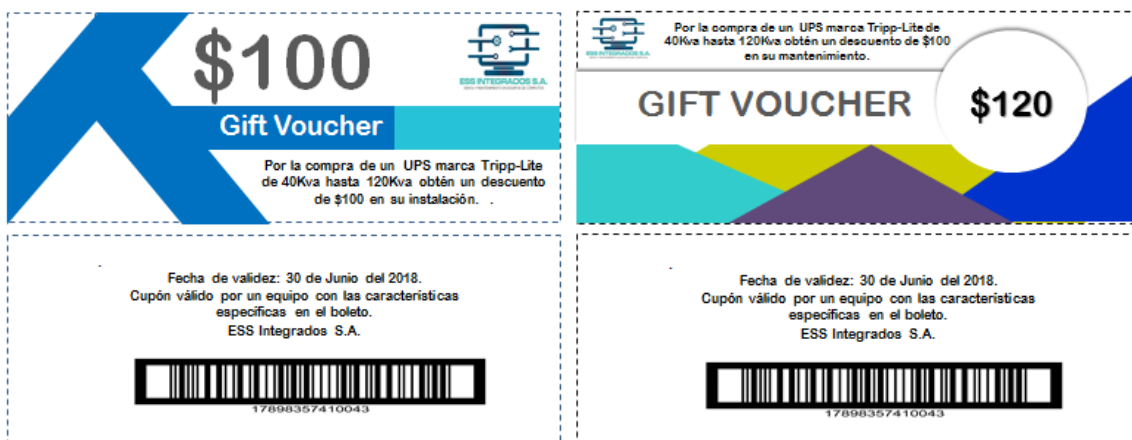 $100
ESS INTEGRADOS S.A.
Gift Voucher
Por la compra de un UPS marca Tripp-Lite
de 40Kva hasta 120Kva obtén un descuento
de $100 en su instalación. .
ESS INTEGRADOS S.A.
Por la compra de un UPS marca Tripp-Lite de
40Kva hasta 120Kva obtén un descuento de $100
en su mantenimiento.
GIFT VOUCHER
$120
Fecha de validez: 30 de Junio del 2018.
Cupón válido por un equipo con las características
específicas en el boleto.
ESS Integrados S.A.
17898357410043
Fecha de validez: 30 de Junio del 2018.
Cupón válido por un equipo con las características
específicas en el boleto.
ESS Integrados S.A.
17898357410043